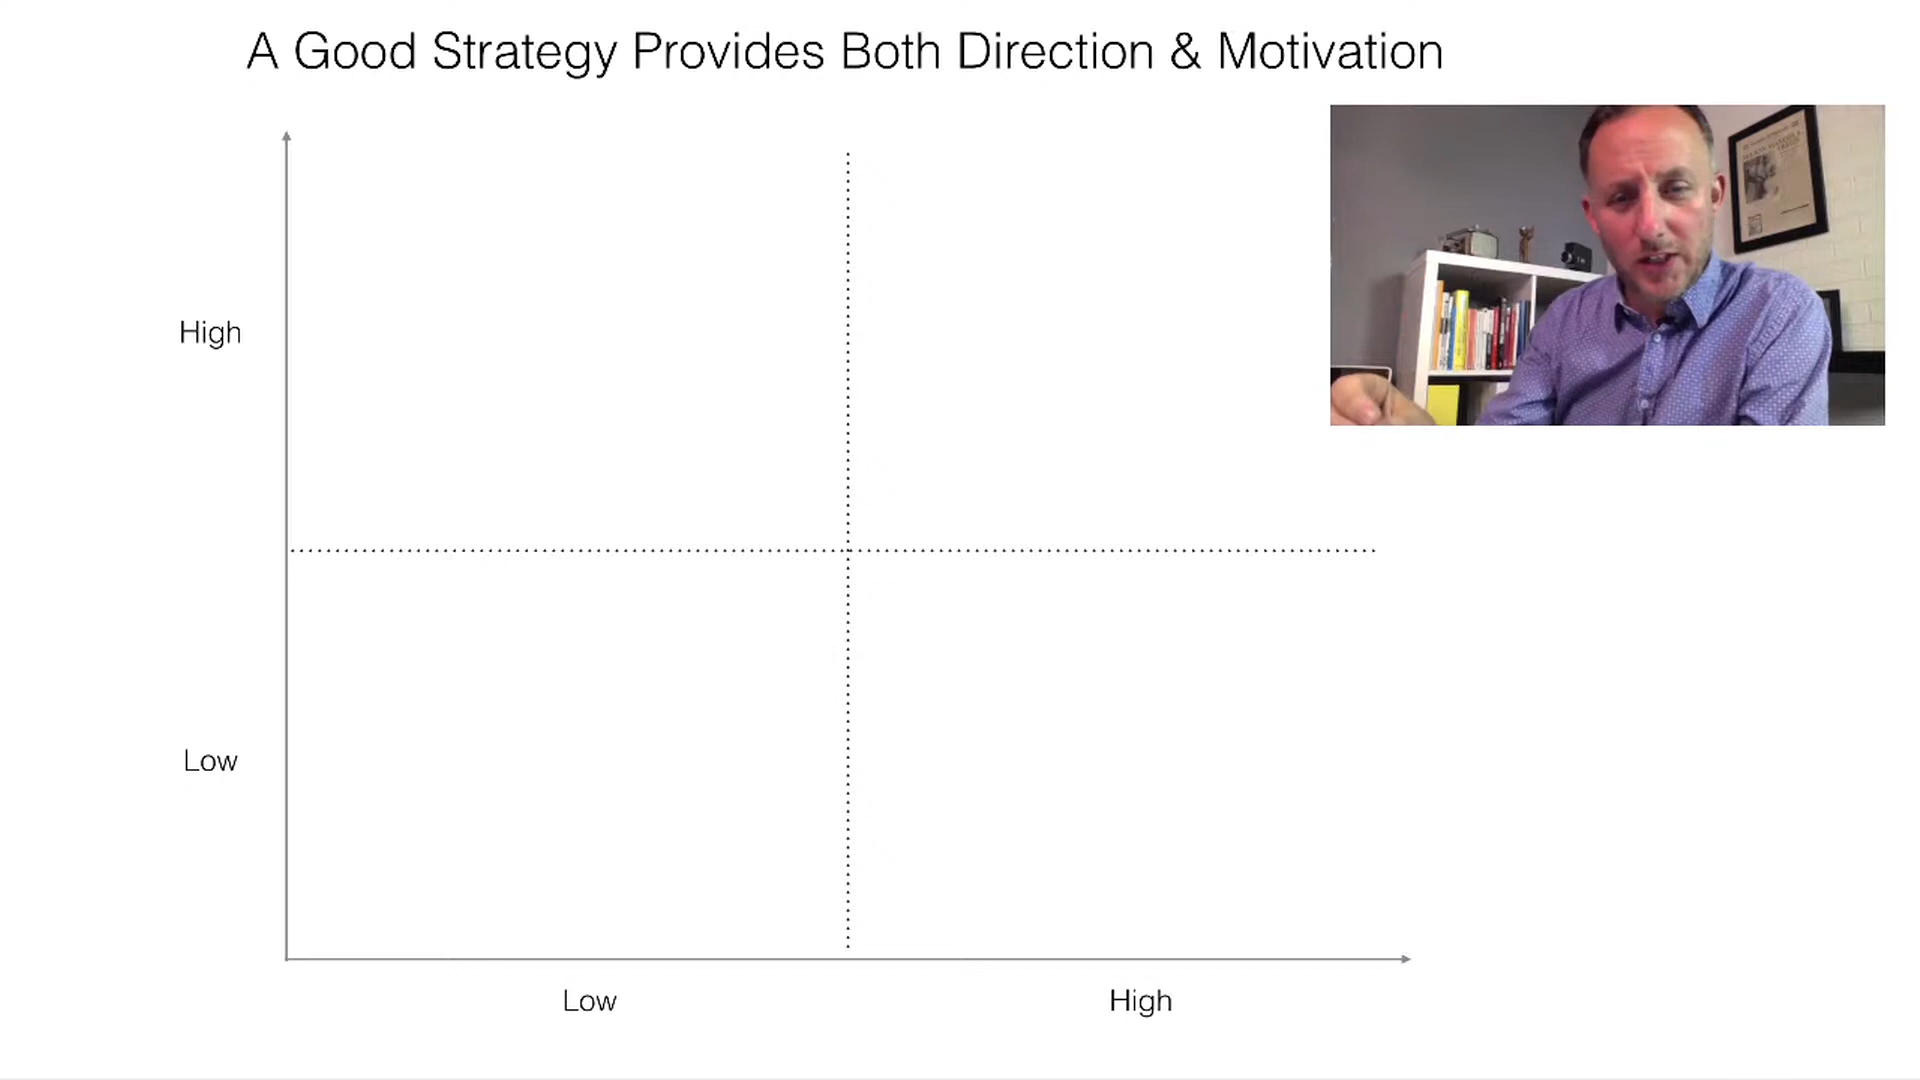 A Good Strategy Provides Both Direction & Motivation
High
Low
Low
High